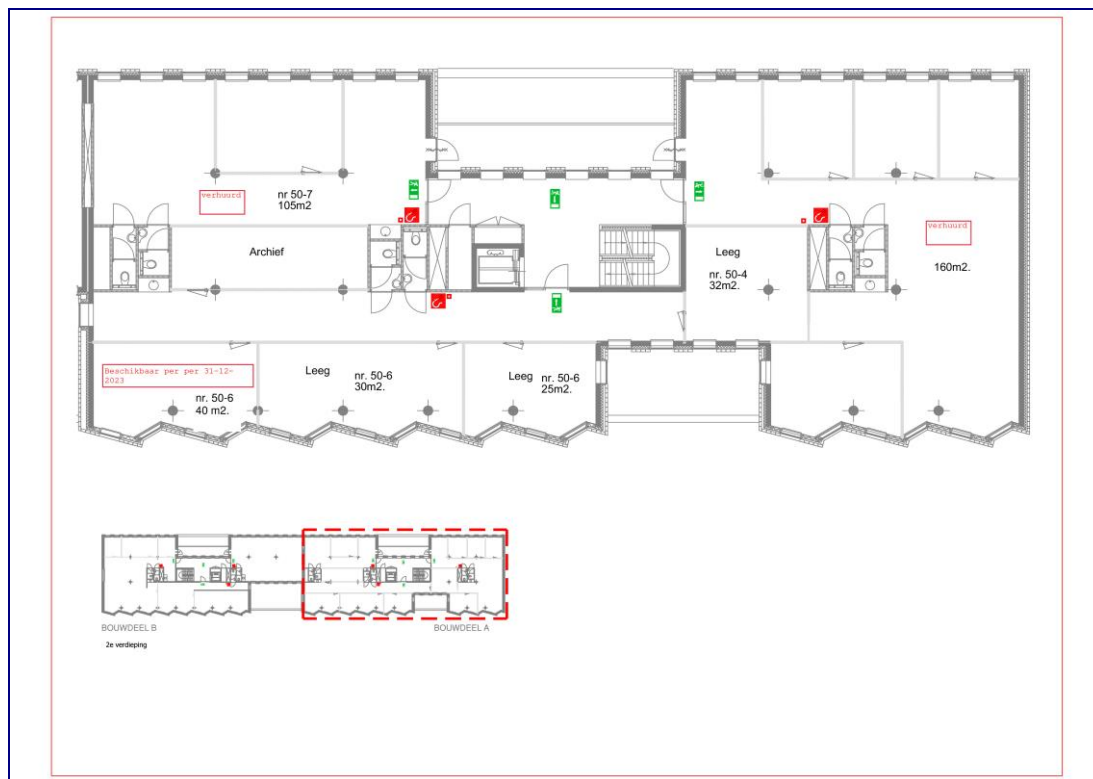 verhuurd
nr 50-7
105m2
Archief
Leeg
nr. 50-4
32m2.
verhuurd
160m2.
Beschikbaar per per 31-12-
2023
nr. 50-6
40 m2.
Leeg
nr. 50-6
30m2.
Leeg
nr. 50-6
25m2.
BOUWDEEL B
BOUWDEEL A
2e verdieping